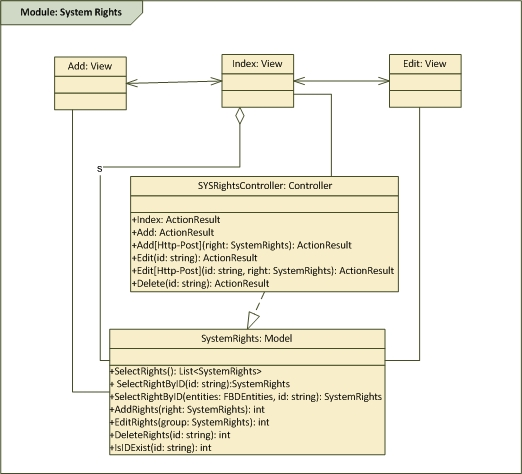 Module: System Rights
Add: View
Index: View
Edit: View
s
SYSRightsController: Controller
+Index: ActionResult
+Add: ActionResult
+Add[Http-Post](right: SystemRights): ActionResult
+Edit(id: string): ActionResult
+Edit[Http-Post](id: string, right: SystemRights): ActionResult
+Delete(id: string): ActionResult
SystemRights: Model
+SelectRights(): List<SystemRights>
+ SelectRightByID(id: string):SystemRights
+SelectRightByID(entities: FBDEntities, id: string): SystemRights
+AddRights(right: SystemRights): int
+EditRights(group: SystemRights): int
+DeleteRights(id: string): int
+IsIDExist(id: string): int